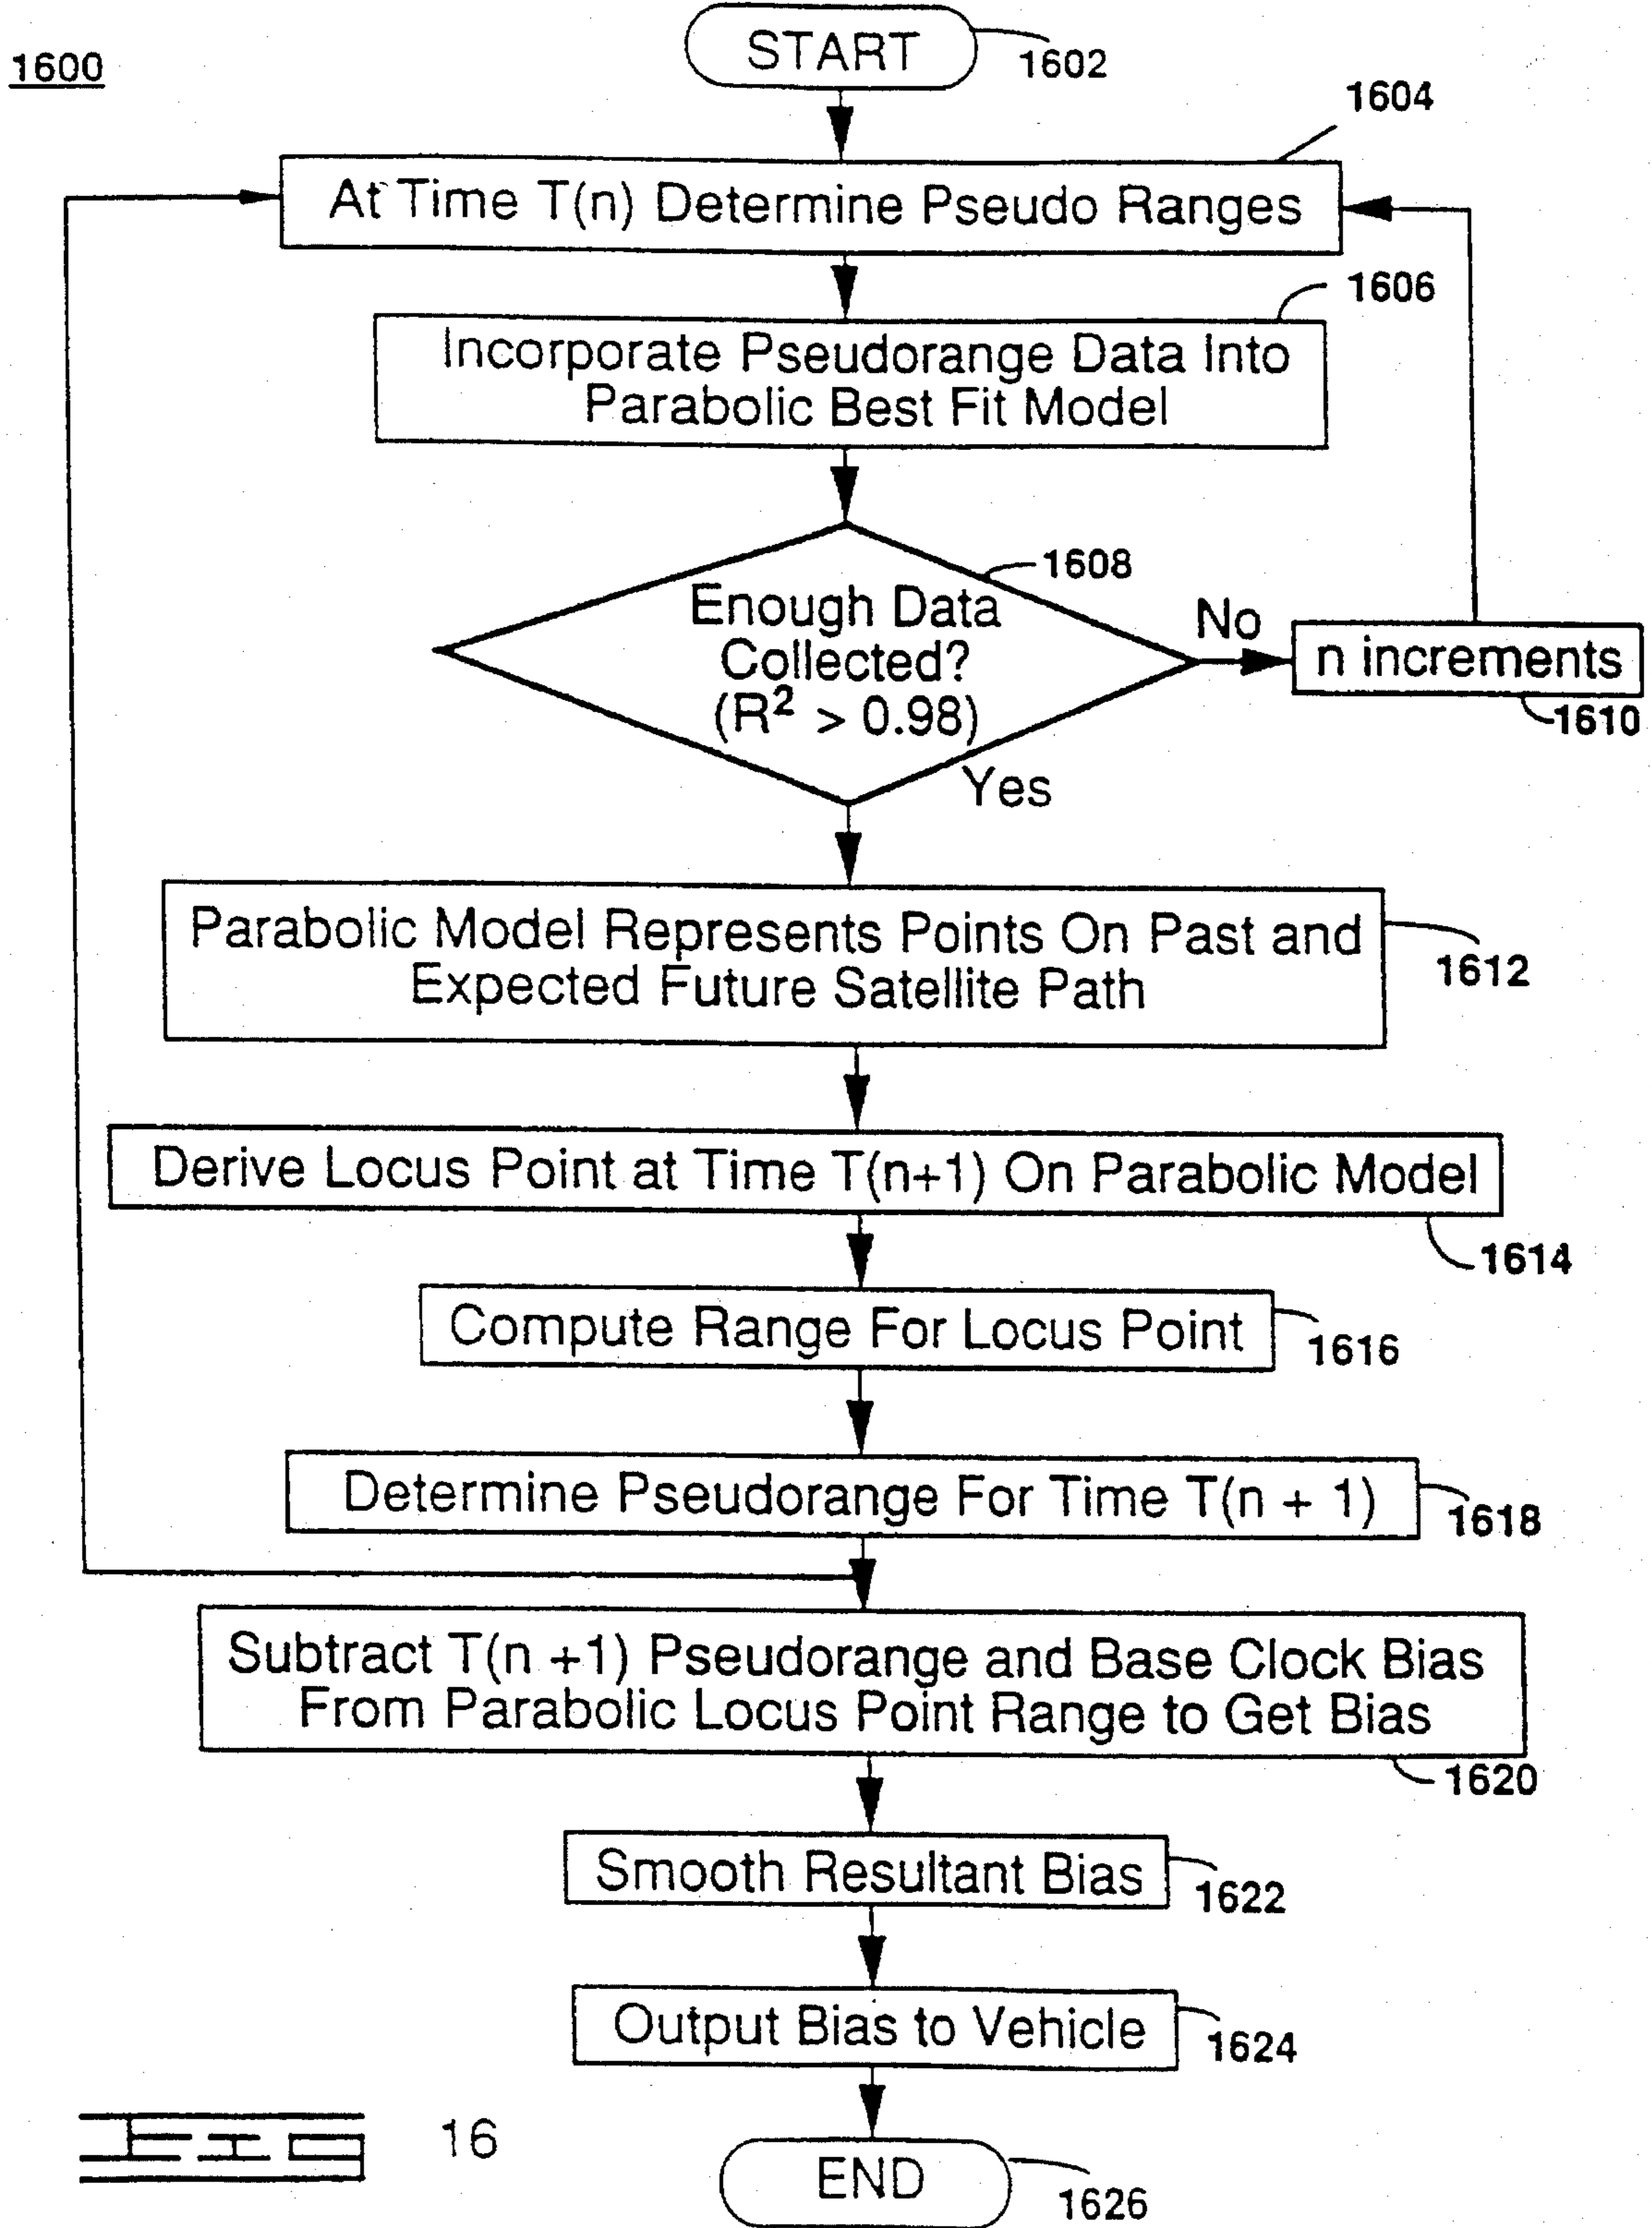 1600
START
1602
1604
At Time T(n) Determine Pseudo Ranges
1606
Incorporate Pseudorange Data Into
Parabolic Best Fit Model
1608
Enough Data
Collected?
(R² > 0.98)
No
n increments
1610
Yes
Parabolic Model Represents Points On Past and
Expected Future Satellite Path
1612
Derive Locus Point at Time T(n+1) On Parabolic Model
1614
Compute Range For Locus Point
1616
Determine Pseudorange For Time T(n + 1)
1618
Subtract T(n +1) Pseudorange and Base Clock Bias
From Parabolic Locus Point Range to Get Bias
1620
Smooth Resultant Bias
1622
Output Bias to Vehicle
1624
FIG 16
END
1626